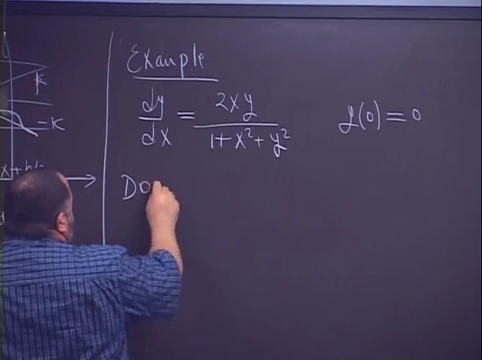 K
= K
Example
dy/dx = 2xy / 1 + x² + y²   y(0) = 0
Do